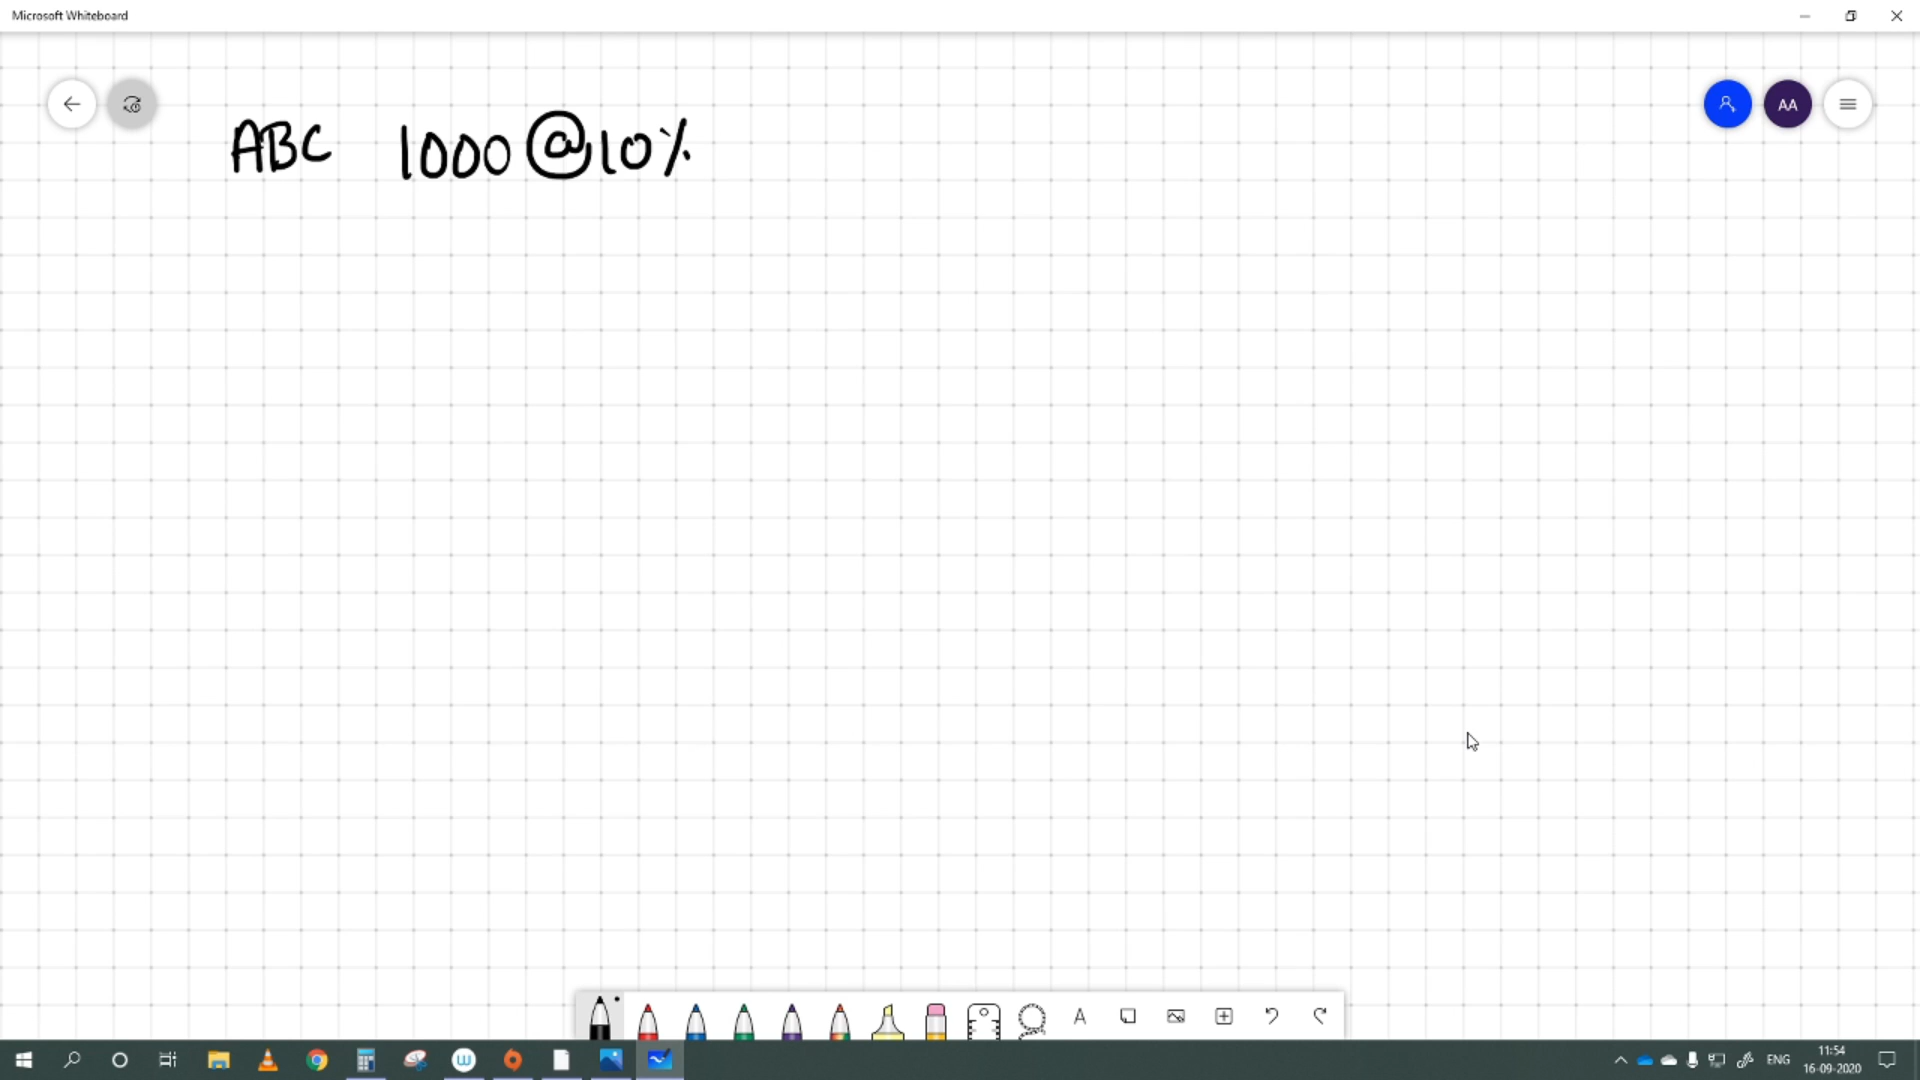 Microsoft Whiteboard
AA
ABC 1000 @ 10%
A
W
ENG
11:54
16-09-2020